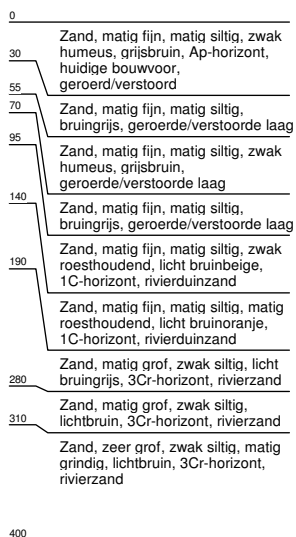 0
Zand, matig fijn, matig siltig, zwak
humeus, grijsbruin, Ap-horizont,
huidige bouwvoor,
geroerd/verstoord
30
Zand, matig fijn, matig siltig,
bruingrijs, geroerde/verstoorde laag
55
Zand, matig fijn, matig siltig, zwak
humeus, grijsbruin,
geroerde/verstoorde laag
70
Zand, matig fijn, matig siltig,
bruingrijs, geroerde/verstoorde laag
95
Zand, matig fijn, matig siltig, zwak
roesthoudend, licht bruinbeige,
1C-horizont, rivierduinzand
140
Zand, matig fijn, matig siltig, matig
roesthoudend, licht bruinoranje,
1C-horizont, rivierduinzand
190
Zand, matig grof, zwak siltig, licht
bruingrijs, 3Cr-horizont, rivierzand
280
Zand, matig grof, zwak siltig,
lichtbruin, 3Cr-horizont, rivierzand
310
Zand, zeer grof, zwak siltig, matig
grindig, lichtbruin, 3Cr-horizont,
rivierzand
400